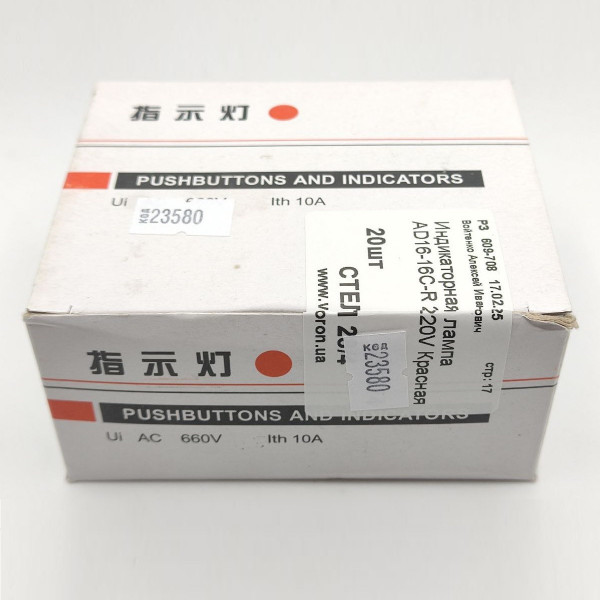 指示灯
PUSHBUTTONS AND INDICATORS
Ui
Ith 10A
код 23580
РЗ 609-708 17.02.25
Войтенко Алексей Иванович
стр:17
Индикаторная лампа
AD16-16C-R 220V Красная
20шт
СТЕЛ
www.voron.ua
код 23580
指示灯
PUSHBUTTONS AND INDICATORS
Ui AC 660V Ith 10A